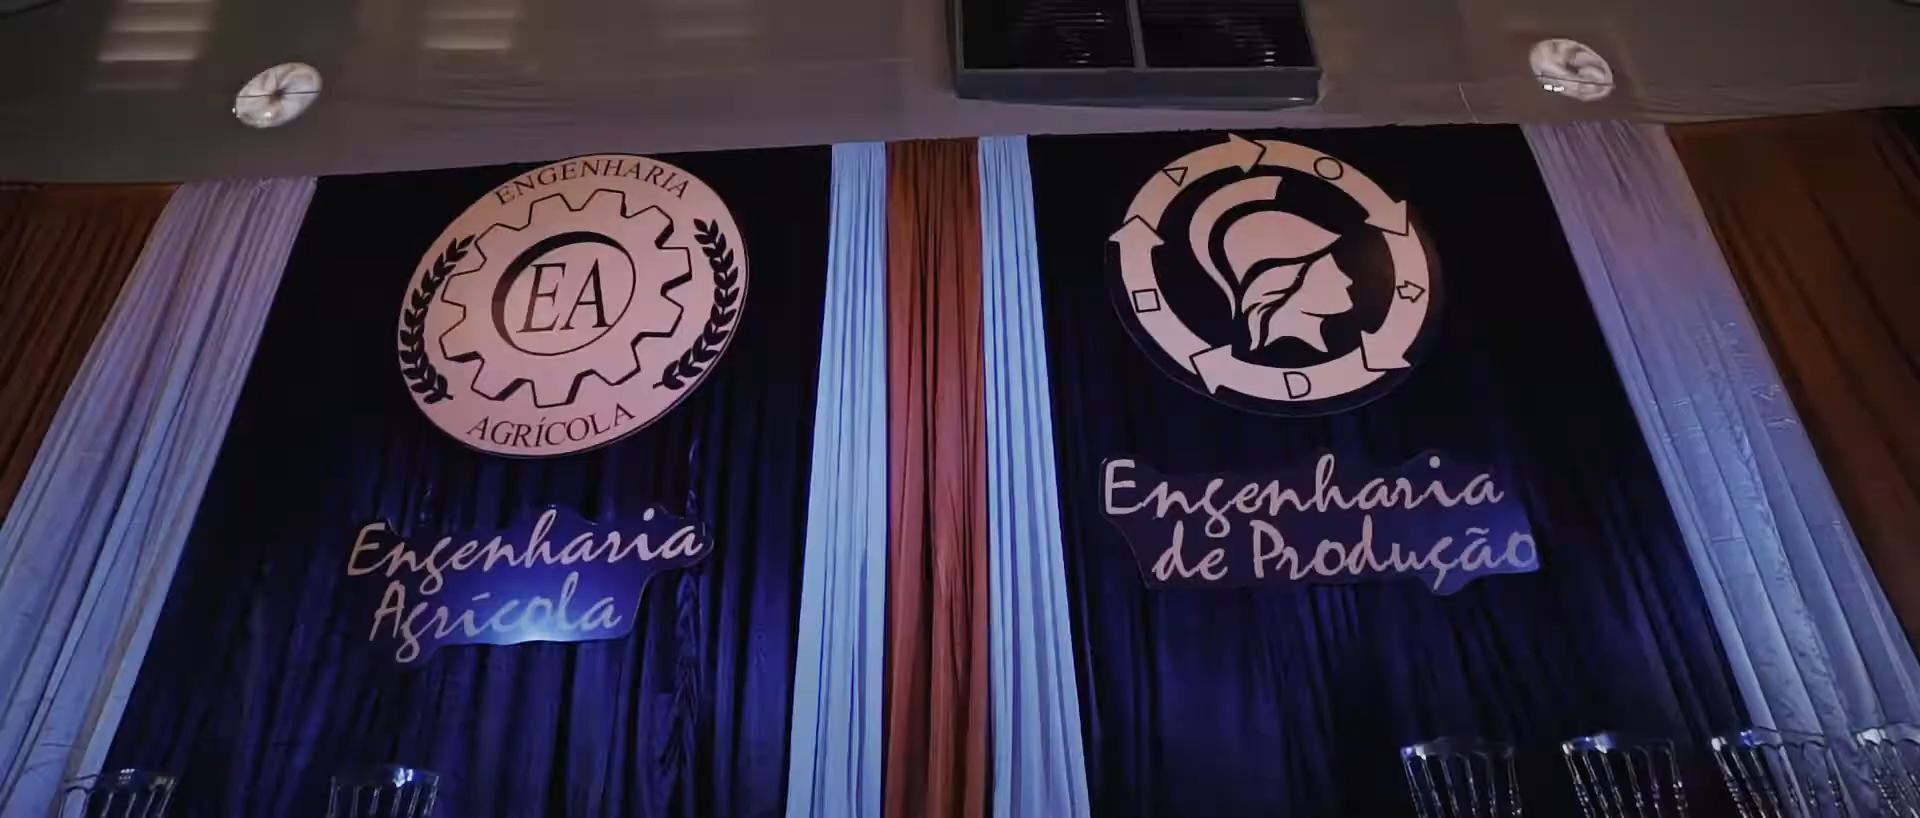 ENGENHARIA
EA
AGRÍCOLA
Engenharia
Agrícola
D
Engenharia
de Produção